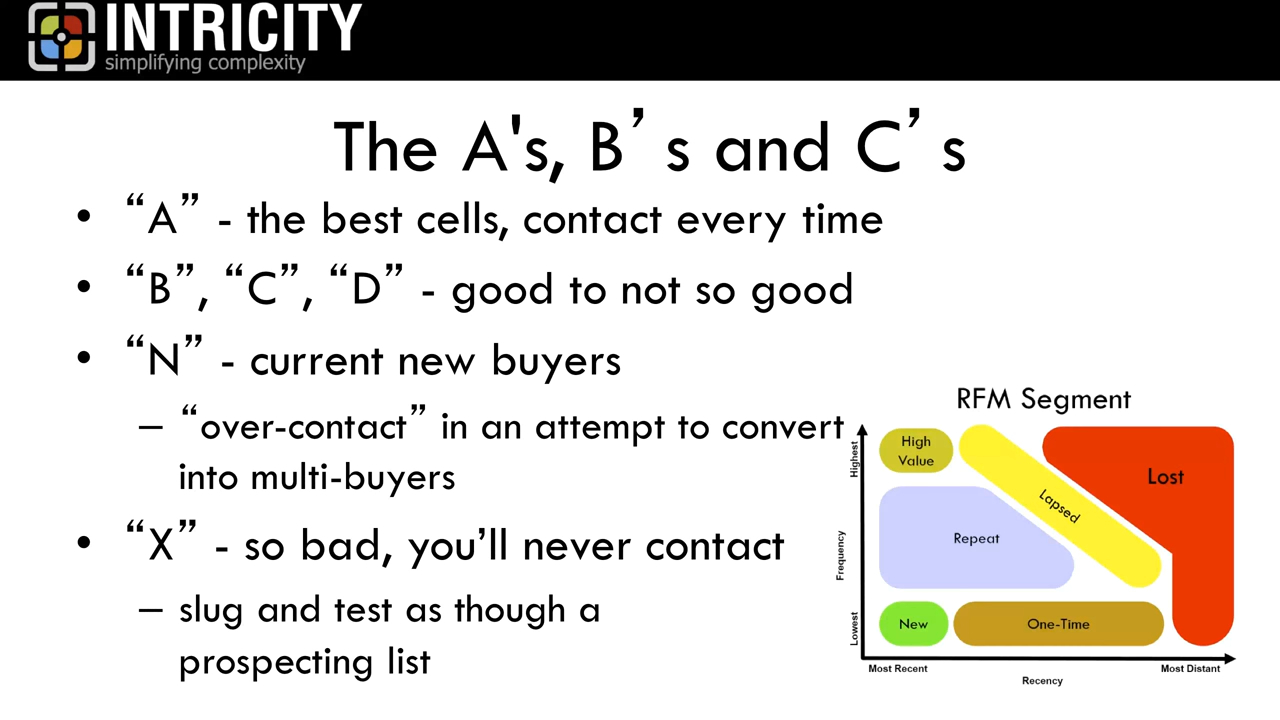 INTRICITY
simplifying complexity
The A's, B’s and C’s
• “A” - the best cells, contact every time
• “B”, “C”, “D” - good to not so good
• “N” - current new buyers
– “over-contact” in an attempt to convert
into multi-buyers
• “X” - so bad, you’ll never contact
– slug and test as though a
prospecting list
RFM Segment
Highest
Frequency
Lowest
High
Value
Lapsed
Lost
Repeat
New
One-Time
Most Recent
Most Distant
Recency